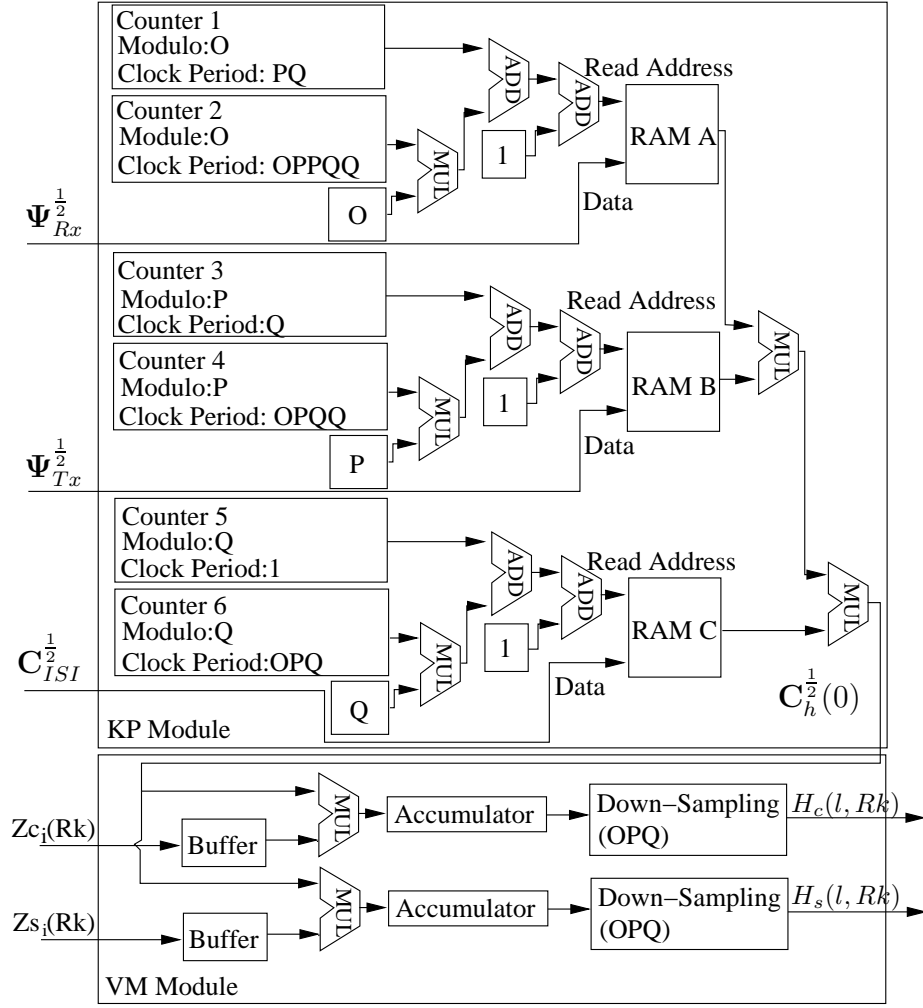 Counter 1
Modulo:O
Clock Period: PQ
Counter 2
Module:O
Clock Period: OPPQQ
MUL
ADD
ADD
1
O
Read Address
RAM A
Data
Ψ_{Rx}^{1/2}
Counter 3
Modulo:P
Clock Period:Q
Counter 4
Modulo:P
Clock Period: OPQQ
MUL
ADD
ADD
1
P
Read Address
RAM B
Data
MUL
Ψ_{Tx}^{1/2}
Counter 5
Modulo:Q
Clock Period:1
Counter 6
Modulo:Q
Clock Period:OPQ
MUL
ADD
ADD
1
Q
Read Address
RAM C
Data
MUL
C_{ISI}^{1/2}
C_h^{1/2}(0)
KP Module
Zc_i(Rk)
Buffer
MUL
Accumulator
Down-Sampling
(OPQ)
H_c(l, Rk)
Zs_i(Rk)
Buffer
MUL
Accumulator
Down-Sampling
(OPQ)
H_s(l, Rk)
VM Module